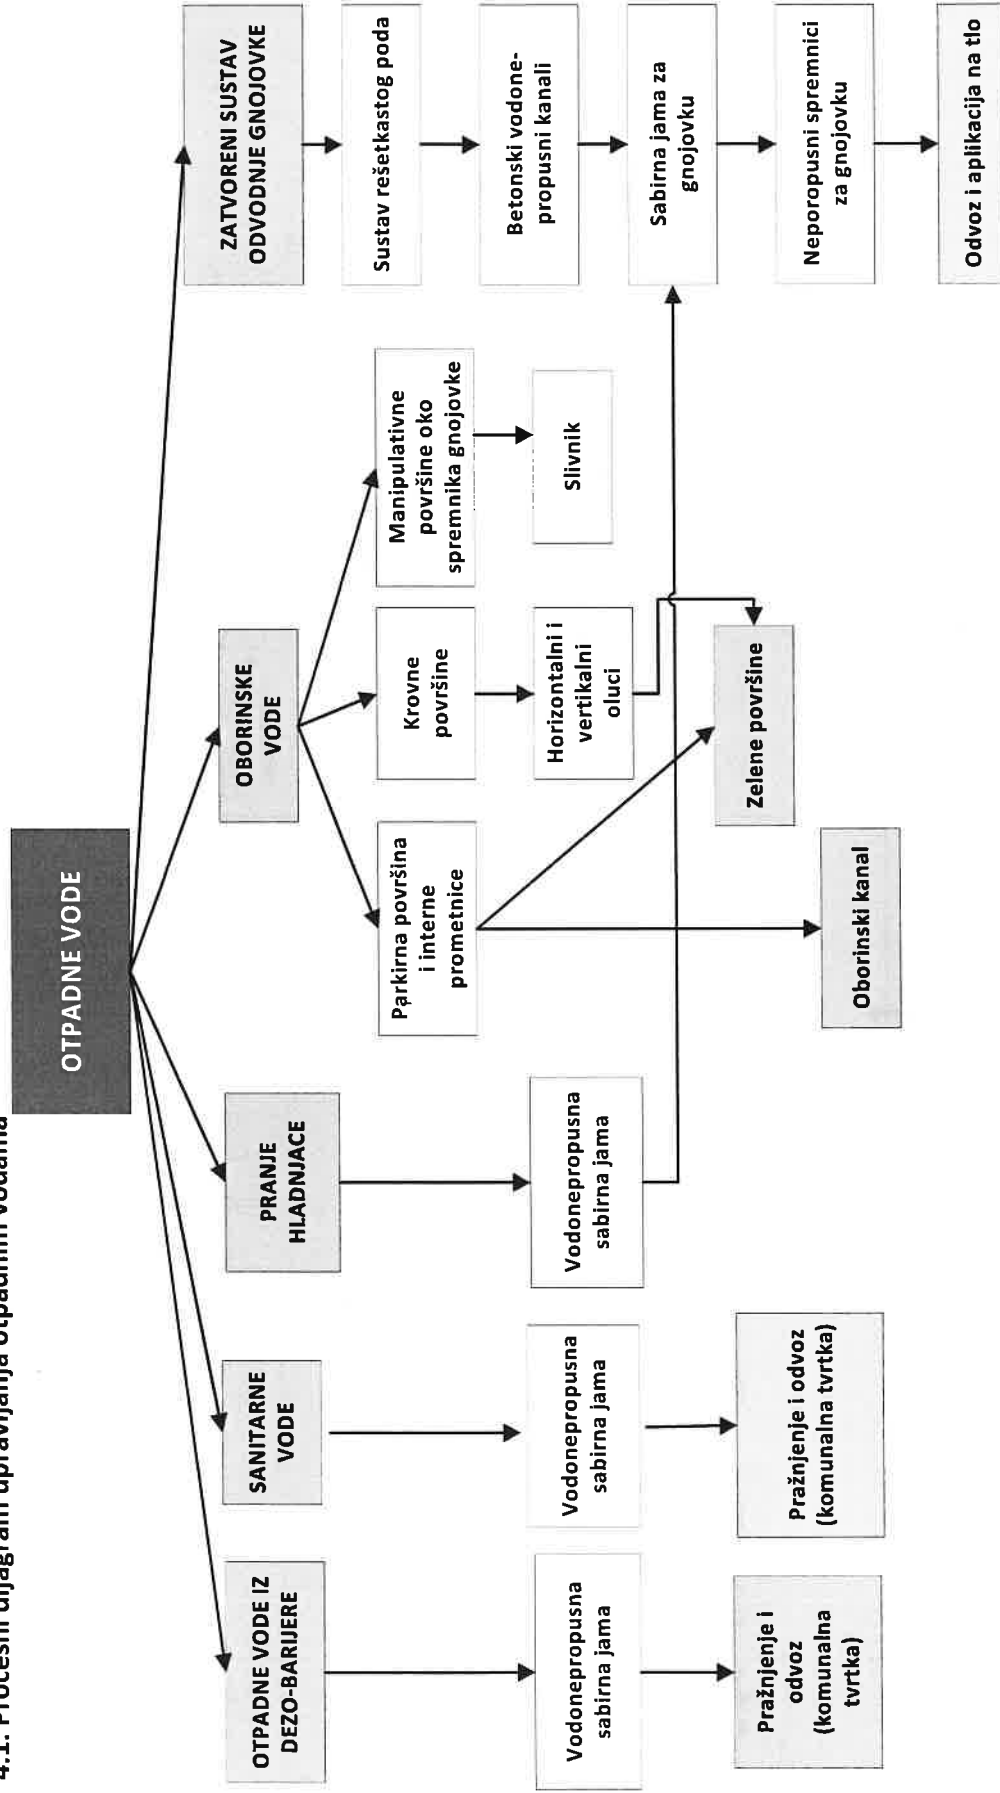 4.1. Procesni dijagram upravljanja otpadnim vodama
OTPADNE VODE
OTPADNE VODE IZ
DEZO-BARIJERE
SANITARNE
VODE
PRANJE
HLADNJAČE
OBORINSKE
VODE
ZATVORENI SUSTAV
ODVODNJE GNOJOVKE
Vodonepropusna
sabirna jama
Pražnjenje i
odvoz
(komunalna
tvrtka)
Vodonepropusna
sabirna jama
Pražnjenje i odvoz
(komunalna tvrtka)
Vodonepropusna
sabirna jama
Parkirna površina
i interne
prometnice
Krovne
površine
Manipulativne
površine oko
spremnika gnojovke
Horizontalni i
vertikalni
oluci
Slivnik
Zelene površine
Oborinski kanal
Sustav rešetkastog poda
Betonski vodone-
propusni kanali
Sabirna jama za
gnojovku
Neporopusni spremnici
za gnojovku
Odvoz i aplikacija na tlo